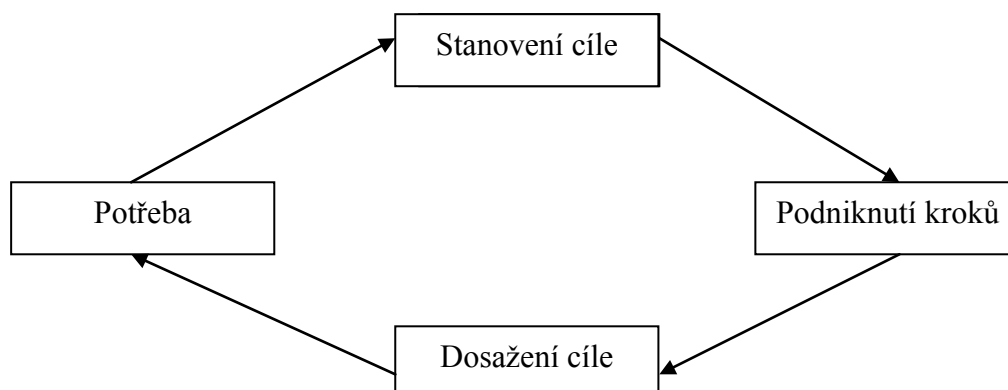 Stanovení cíle
Potřeba
Podniknutí kroků
Dosažení cíle